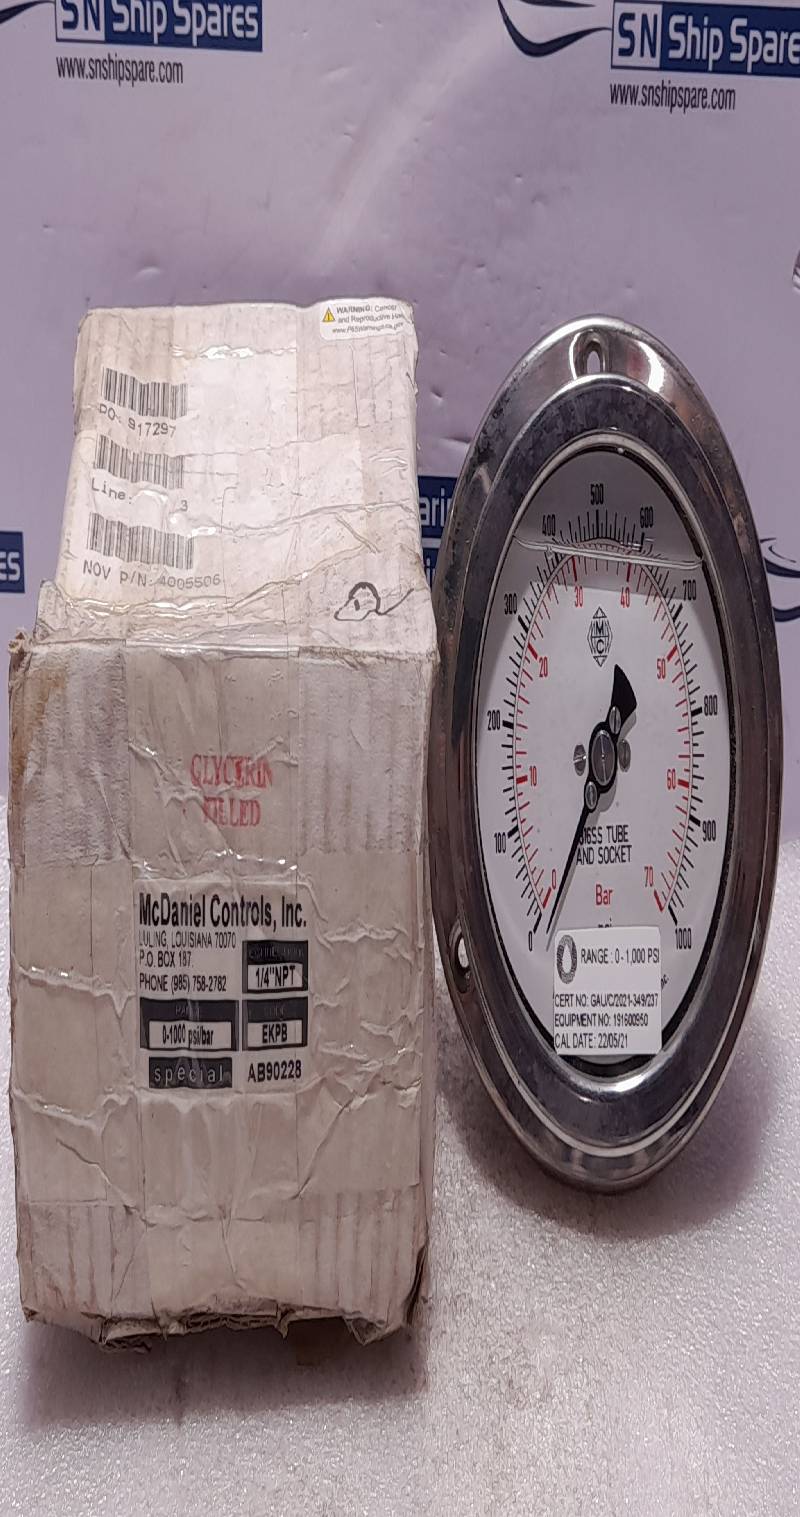 SN Ship Spares
www.snshipspare.com
SN Ship Spare
www.snshipspare.com
WARNING: Cancer
and Reproductive
PO: 917297
Line: 3
NOV P/N: 4005506
GLYCERIN
FILLED
McDaniel Controls, Inc.
LULING, LOUISIANA 70070
P.O. BOX 187
PHONE (985) 758-2782
1/4"NPT
0-1000 psi/bar
EKPB
special
AB90228
0
100
200
300
400
500
600
700
800
900
1000
0
10
20
30
40
50
60
70
M
C
316SS TUBE
AND SOCKET
Bar
psi
RANGE : 0 - 1,000 PSI
CERT NO: GAU/C/2021-349/237
EQUIPMENT NO: 191600950
CAL DATE: 22/05/21